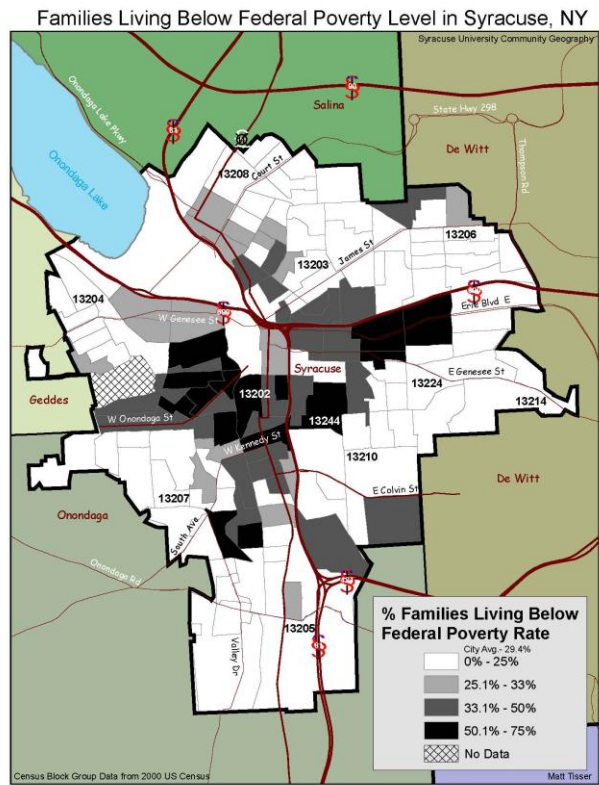 Families Living Below Federal Poverty Level in Syracuse, NY
Syracuse University Community Geography
Onondaga Lake Pkwy
Salina
State Hwy 298
Thompson Rd
De Witt
Onondaga Lake
13208
Court St
13206
James St
13203
13204
W Genesee St
Erie Blvd E
Syracuse
E Genesee St
13224
13214
Geddes
13202
W Onondaga St
13244
W Kennedy St
13210
De Witt
E Colvin St
13207
Onondaga
South Ave
Onondaga Rd
13205
Valley Dr
% Families Living Below
Federal Poverty Rate
City Avg.- 29.4%
0% - 25%
25.1% - 33%
33.1% - 50%
50.1% - 75%
No Data
Census Block Group Data from 2000 US Census
Matt Tisser